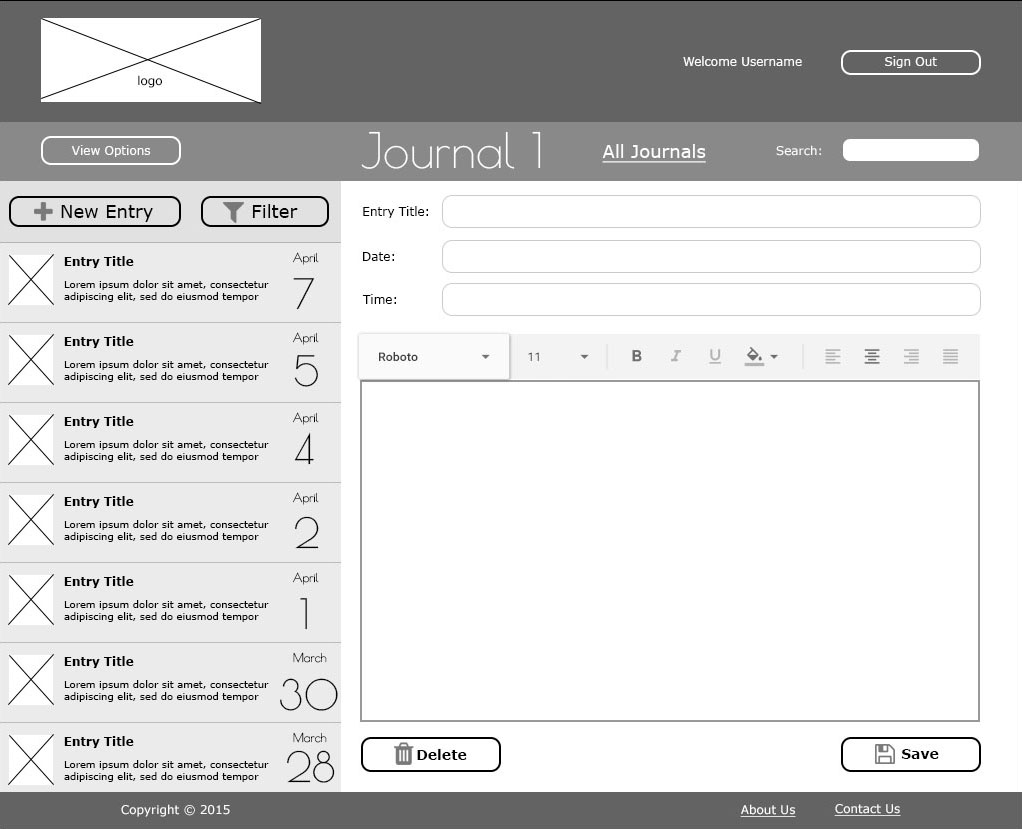 logo
Welcome Username
Sign Out
View Options
Journal 1
All Journals
Search:
New Entry
Filter
Entry Title
Lorem ipsum dolor sit amet, consectetur
adipiscing elit, sed do eiusmod tempor
April
7
Entry Title
Lorem ipsum dolor sit amet, consectetur
adipiscing elit, sed do eiusmod tempor
April
5
Entry Title
Lorem ipsum dolor sit amet, consectetur
adipiscing elit, sed do eiusmod tempor
April
4
Entry Title
Lorem ipsum dolor sit amet, consectetur
adipiscing elit, sed do eiusmod tempor
April
2
Entry Title
Lorem ipsum dolor sit amet, consectetur
adipiscing elit, sed do eiusmod tempor
April
1
Entry Title
Lorem ipsum dolor sit amet, consectetur
adipiscing elit, sed do eiusmod tempor
March
30
Entry Title
Lorem ipsum dolor sit amet, consectetur
adipiscing elit, sed do eiusmod tempor
March
28
Entry Title:
Date:
Time:
Roboto 11 B I U
Delete
Save
Copyright © 2015
About Us
Contact Us